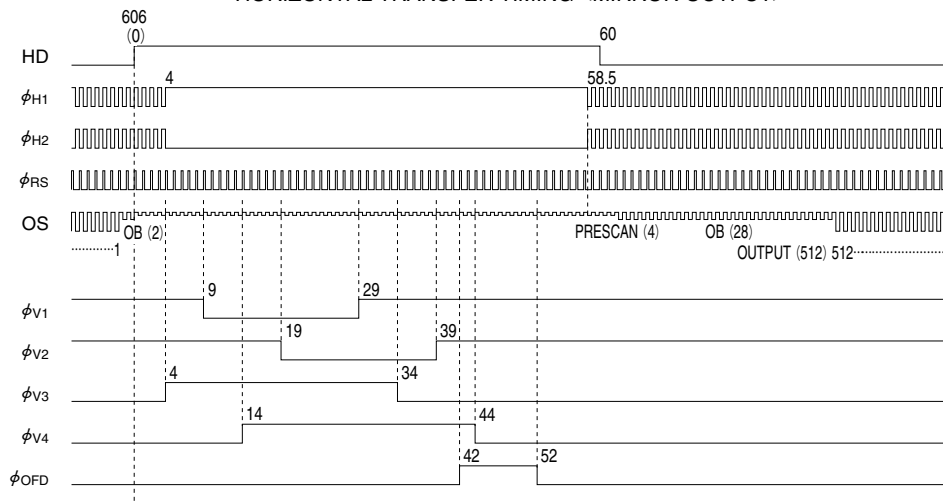 HORIZONTAL TRANSFER TIMING <MIRROR OUTPUT>
606
(0)
60
HD
4
58.5
ϕH1
ϕH2
ϕRS
OS
OB (2)
PRESCAN (4)
OB (28)
1
OUTPUT (512) 512
9
29
ϕV1
19
39
ϕV2
4
34
ϕV3
14
44
ϕV4
42
52
ϕOFD